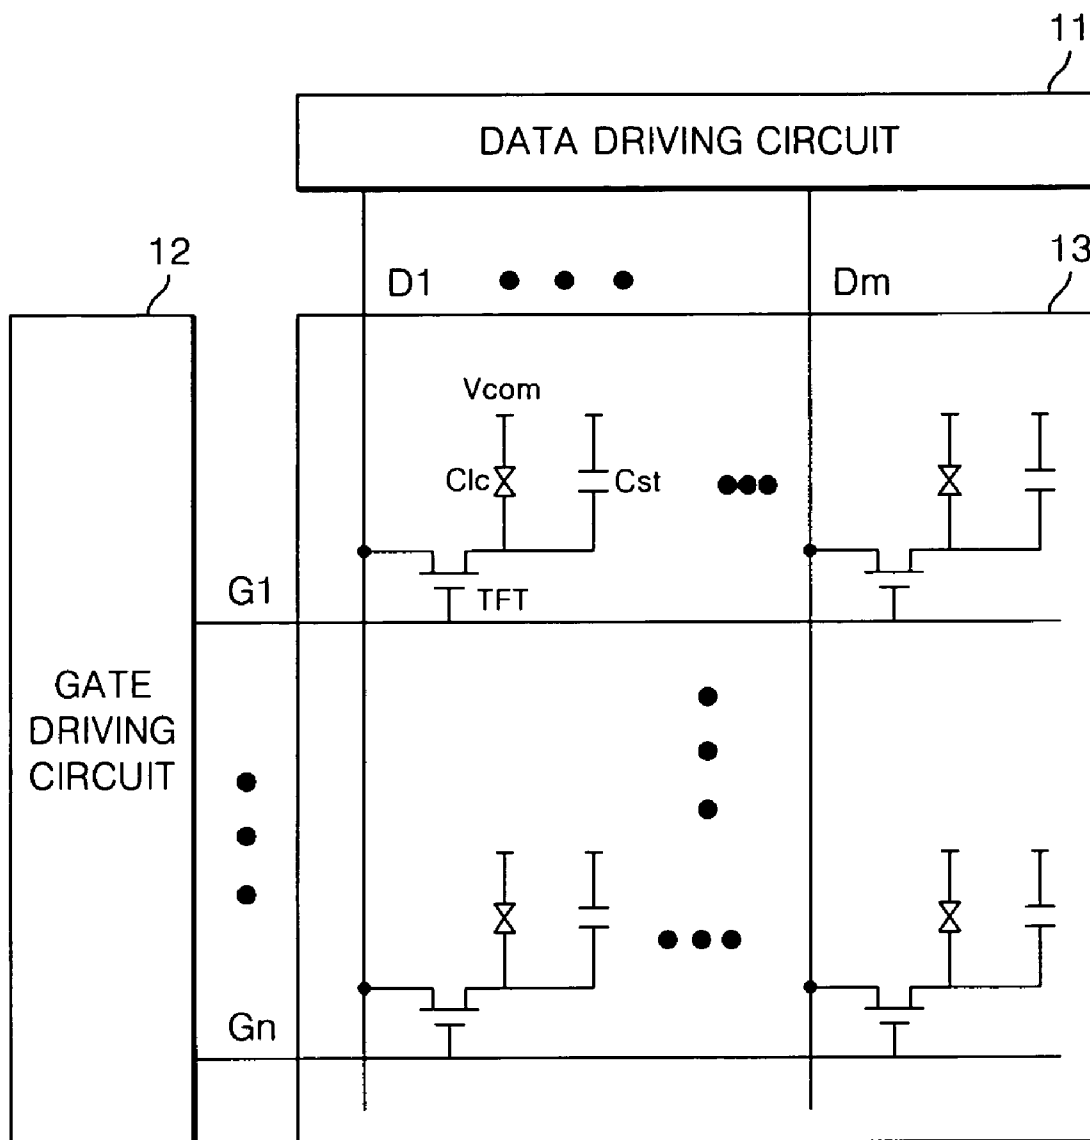 11
DATA DRIVING CIRCUIT
12
13
D1
Dm
Vcom
Clc
Cst
G1
TFT
GATE
DRIVING
CIRCUIT
Gn